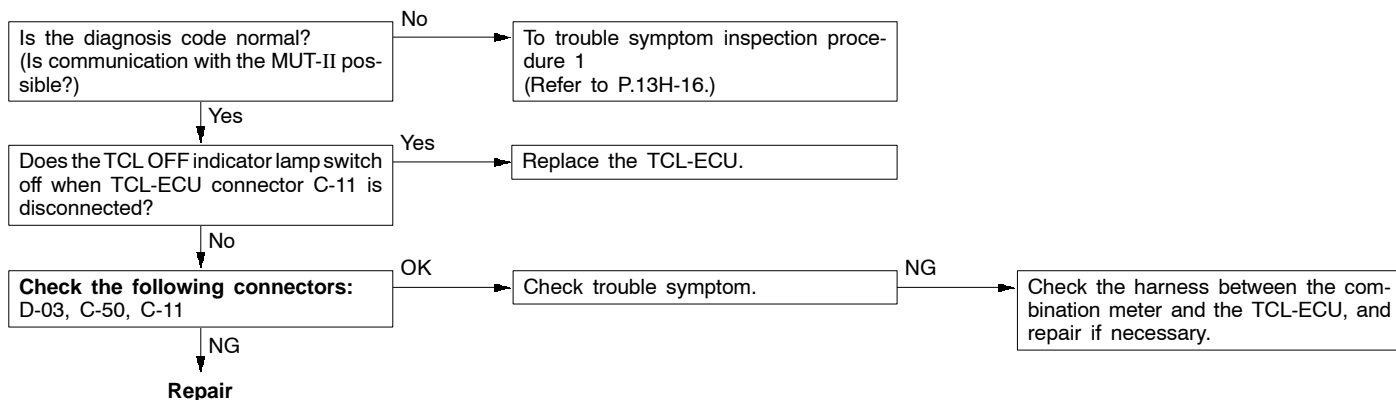 Is the diagnosis code normal?
(Is communication with the MUT-II pos-
sible?)
No
To trouble symptom inspection proce-
dure 1
(Refer to P.13H-16.)
Yes
Does the TCL OFF indicator lamp switch
off when TCL-ECU connector C-11 is
disconnected?
Yes
Replace the TCL-ECU.
No
Check the following connectors:
D-03, C-50, C-11
OK
Check trouble symptom.
NG
Check the harness between the com-
bination meter and the TCL-ECU, and
repair if necessary.
NG
Repair